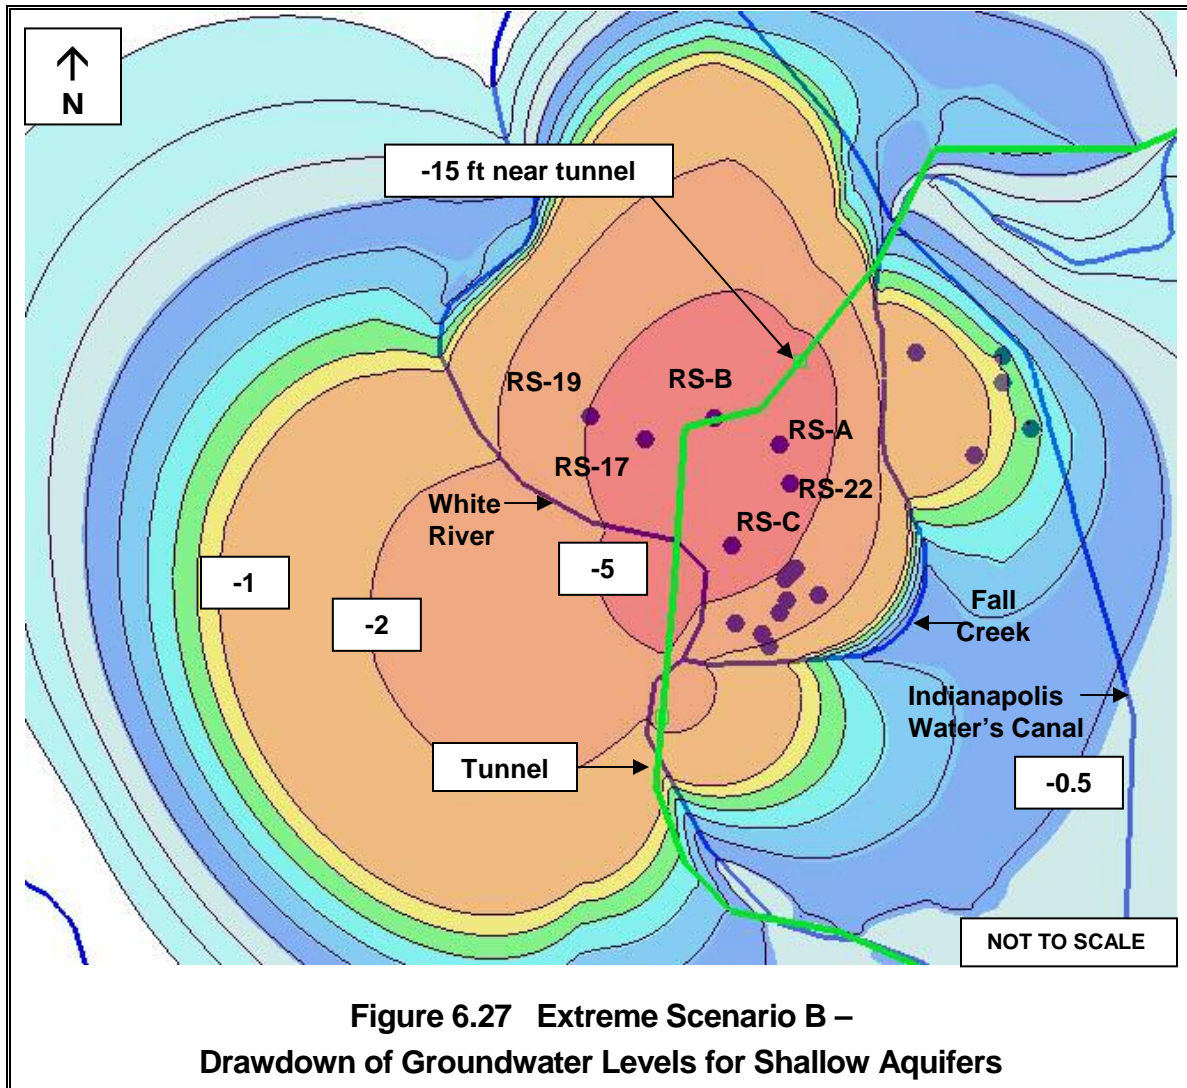 ↑
N
-15 ft near tunnel
RS-19
RS-B
RS-A
RS-17
RS-22
White
River
RS-C
-5
-1
-2
Fall
Creek
Indianapolis
Water's Canal
Tunnel
-0.5
NOT TO SCALE
Figure 6.27 Extreme Scenario B –
Drawdown of Groundwater Levels for Shallow Aquifers